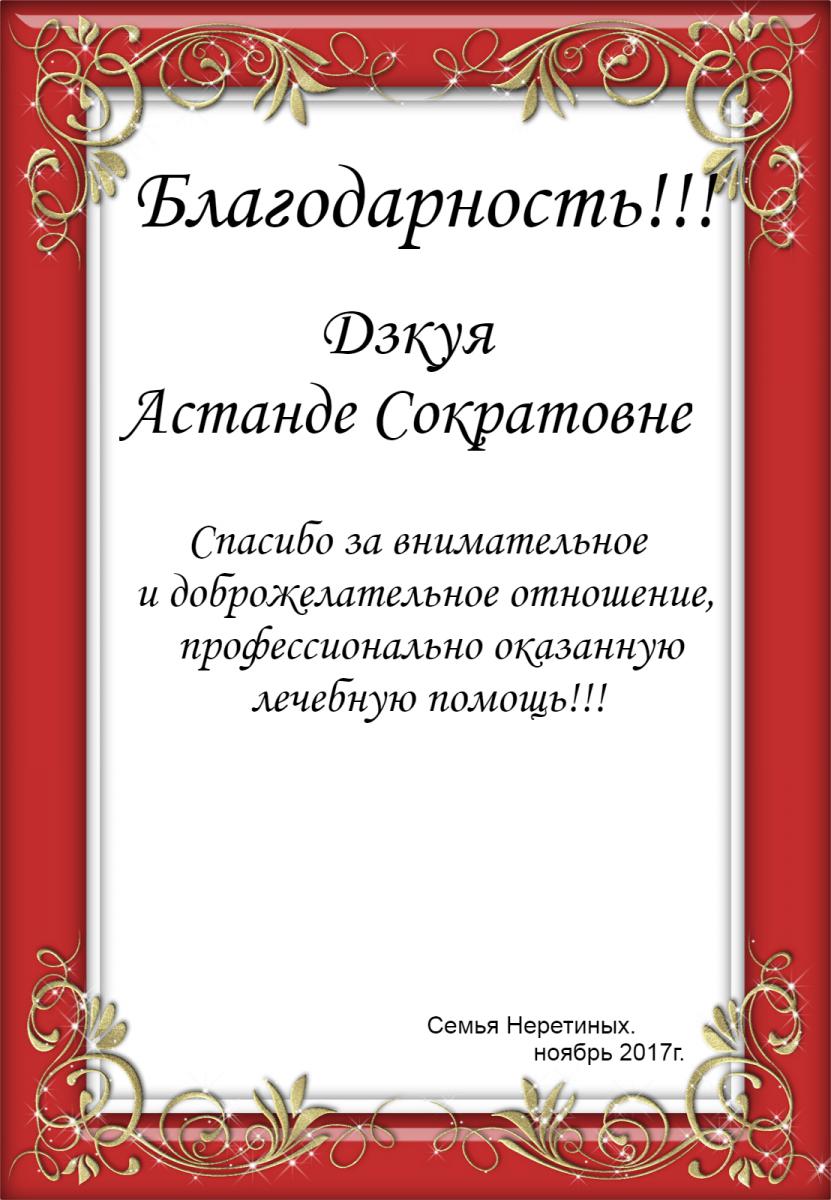 Благодарность!!!
Дзкуя
Астанде Сократовне
Спасибо за внимательное
и доброжелательное отношение,
профессионально оказанную
лечебную помощь!!!
Семья Неретиных.
ноябрь 2017г.